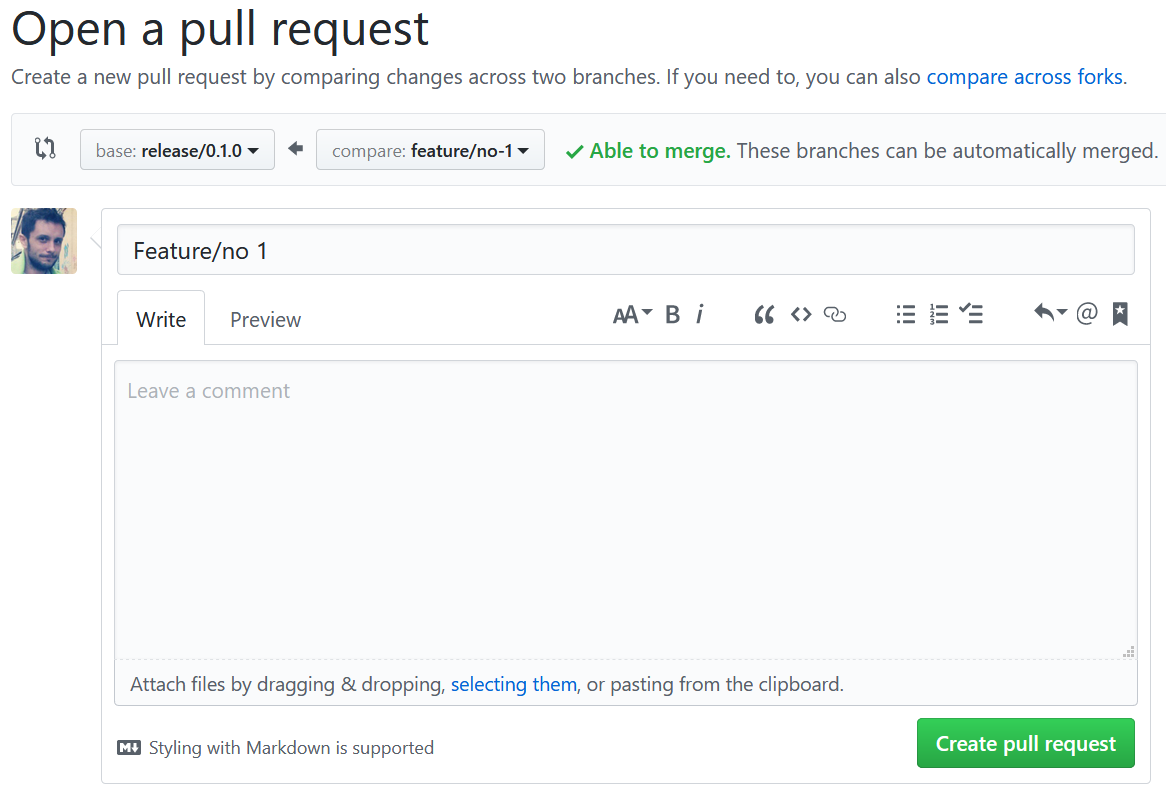 Open a pull request
Create a new pull request by comparing changes across two branches. If you need to, you can also compare across forks.
base: release/0.1.0 compare: feature/no-1 Able to merge. These branches can be automatically merged.
Feature/no 1
Write Preview AA B i
Leave a comment
Attach files by dragging & dropping, selecting them, or pasting from the clipboard.
M Styling with Markdown is supported
Create pull request